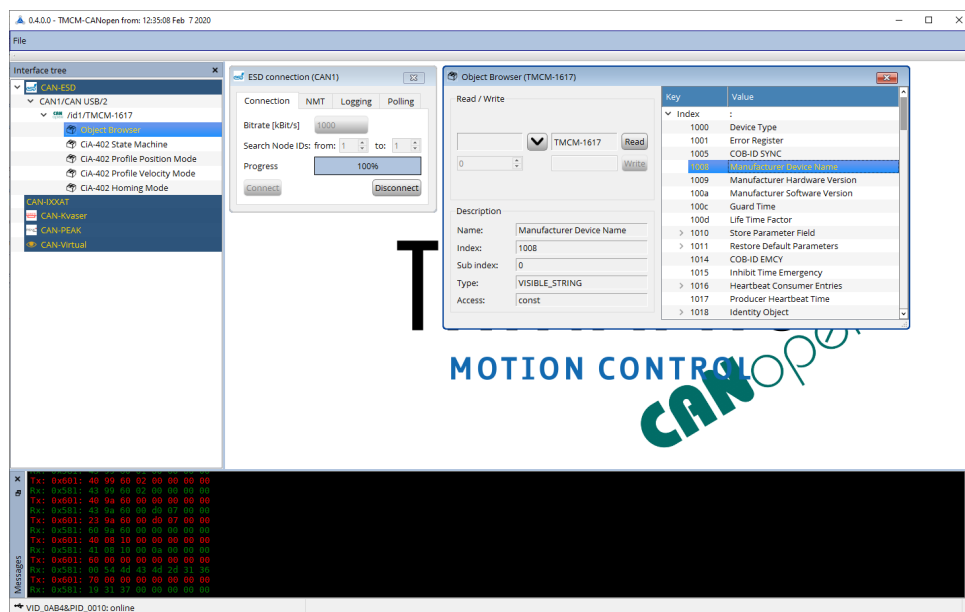 0.4.0.0 - TMCM-CANopen from: 12:35:08 Feb 7 2020
File
Interface tree
CAN-ESD
CAN1/CAN USB/2
/id1/TMCM-1617
Object Browser
CiA-402 State Machine
CiA-402 Profile Position Mode
CiA-402 Profile Velocity Mode
CiA-402 Homing Mode
CAN-IXXAT
CAN-Kvaser
CAN-PEAK
CAN-Virtual
ESD connection (CAN1)
Connection NMT Logging Polling
Bitrate [kBit/s] 1000
Search Node IDs: from: 1 to: 1
Progress 100%
Connect Disconnect
Object Browser (TMCM-1617)
Read / Write
TMCM-1617 Read
0 Write
Description
Name: Manufacturer Device Name
Index: 1008
Sub index: 0
Type: VISIBLE_STRING
Access: const
Key Value
Index :
1000 Device Type
1001 Error Register
1005 COB-ID SYNC
1008 Manufacturer Device Name
1009 Manufacturer Hardware Version
100a Manufacturer Software Version
100c Guard Time
100d Life Time Factor
1010 Store Parameter Field
1011 Restore Default Parameters
1014 COB-ID EMCY
1015 Inhibit Time Emergency
1016 Heartbeat Consumer Entries
1017 Producer Heartbeat Time
1018 Identity Object
MOTION CONTROL
CANopen
Messages
Tx: 0x601: 40 99 60 02 00 00 00 00
Rx: 0x581: 43 99 60 02 00 00 00 00
Tx: 0x601: 40 9a 60 00 00 00 00 00
Rx: 0x581: 43 9a 60 00 d0 07 00 00
Tx: 0x601: 23 9a 60 00 d0 07 00 00
Rx: 0x581: 60 9a 60 00 00 00 00 00
Tx: 0x601: 40 08 10 00 00 00 00 00
Rx: 0x581: 41 08 10 00 0a 00 00 00
Tx: 0x601: 60 00 00 00 00 00 00 00
Rx: 0x581: 00 54 4d 43 4d 2d 31 36
Tx: 0x601: 70 00 00 00 00 00 00 00
Rx: 0x581: 19 31 37 00 00 00 00 00
VID_0AB4&PID_0010: online